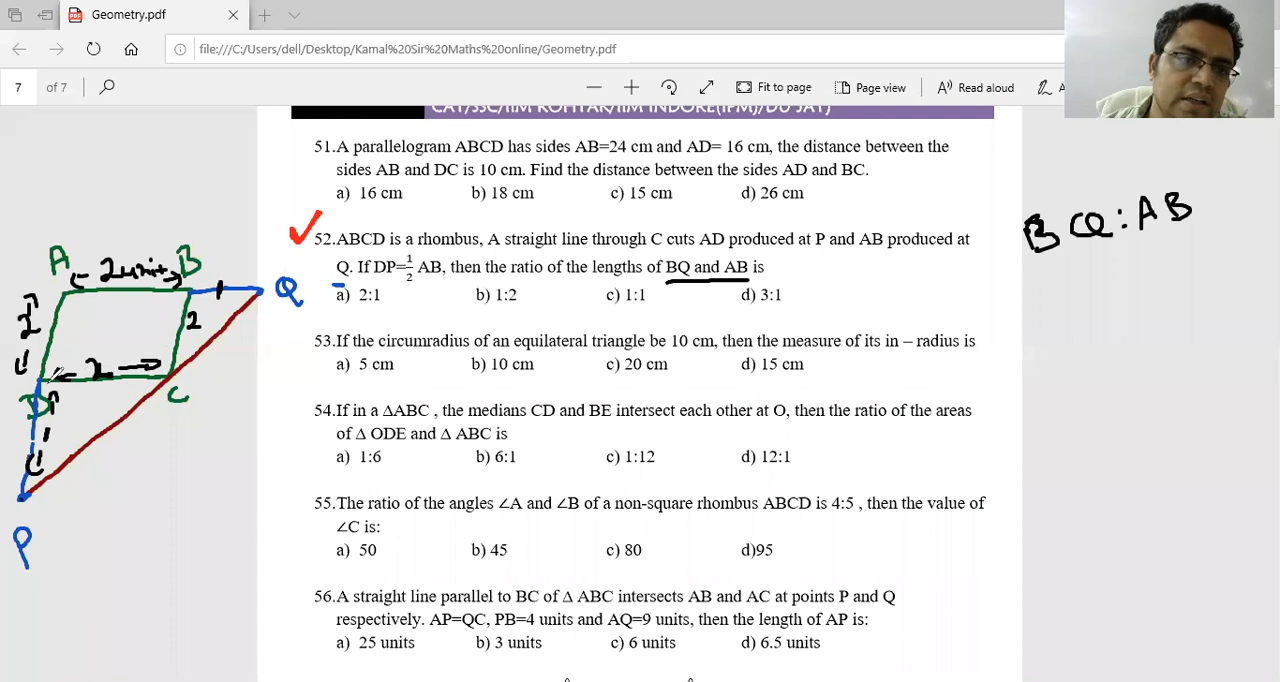 Geometry.pdf
file:///C:/Users/dell/Desktop/Kamal%20Sir%20Maths%20online/Geometry.pdf
7 of 7
Fit to page
Page view
A)) Read aloud
CAT/SSC/IIM ROHTAK/IIM INDORE(IPM)/DU JAT)
51.A parallelogram ABCD has sides AB=24 cm and AD= 16 cm, the distance between the
sides AB and DC is 10 cm. Find the distance between the sides AD and BC.
a) 16 cm b) 18 cm c) 15 cm d) 26 cm
52.ABCD is a rhombus, A straight line through C cuts AD produced at P and AB produced at
Q. If DP=1/2 AB, then the ratio of the lengths of BQ and AB is
a) 2:1 b) 1:2 c) 1:1 d) 3:1
53.If the circumradius of an equilateral triangle be 10 cm, then the measure of its in – radius is
a) 5 cm b) 10 cm c) 20 cm d) 15 cm
54.If in a ΔABC , the medians CD and BE intersect each other at O, then the ratio of the areas
of Δ ODE and Δ ABC is
a) 1:6 b) 6:1 c) 1:12 d) 12:1
55.The ratio of the angles ∠A and ∠B of a non-square rhombus ABCD is 4:5 , then the value of
∠C is:
a) 50 b) 45 c) 80 d)95
56.A straight line parallel to BC of Δ ABC intersects AB and AC at points P and Q
respectively. AP=QC, PB=4 units and AQ=9 units, then the length of AP is:
a) 25 units b) 3 units c) 6 units d) 6.5 units
BQ:AB
A 2unit B
Q
2
2
2
D
C
1
P